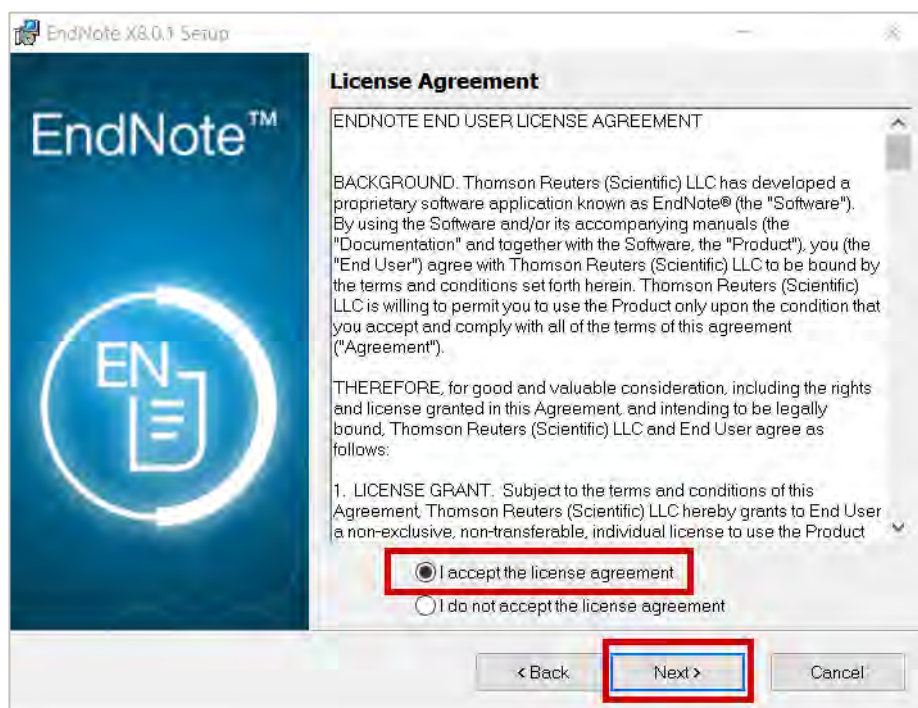 EndNote X8.0.1 Setup
EndNote™
EN
License Agreement
ENDNOTE END USER LICENSE AGREEMENT
BACKGROUND. Thomson Reuters (Scientific) LLC has developed a
proprietary software application known as EndNote® (the "Software").
By using the Software and/or its accompanying manuals (the
"Documentation" and together with the Software, the "Product"), you (the
"End User") agree with Thomson Reuters (Scientific) LLC to be bound by
the terms and conditions set forth herein. Thomson Reuters (Scientific)
LLC is willing to permit you to use the Product only upon the condition that
you accept and comply with all of the terms of this agreement
("Agreement").
THEREFORE, for good and valuable consideration, including the rights
and license granted in this Agreement, and intending to be legally
bound, Thomson Reuters (Scientific) LLC and End User agree as
follows:
1. LICENSE GRANT. Subject to the terms and conditions of this
Agreement, Thomson Reuters (Scientific) LLC hereby grants to End User
a non-exclusive, non-transferable, individual license to use the Product
I accept the license agreement
I do not accept the license agreement
< Back
Next >
Cancel